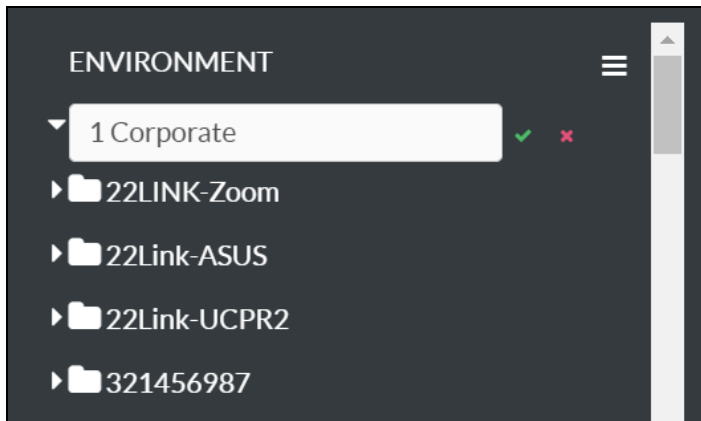 ENVIRONMENT
1 Corporate
22LINK-Zoom
22Link-ASUS
22Link-UCPR2
321456987